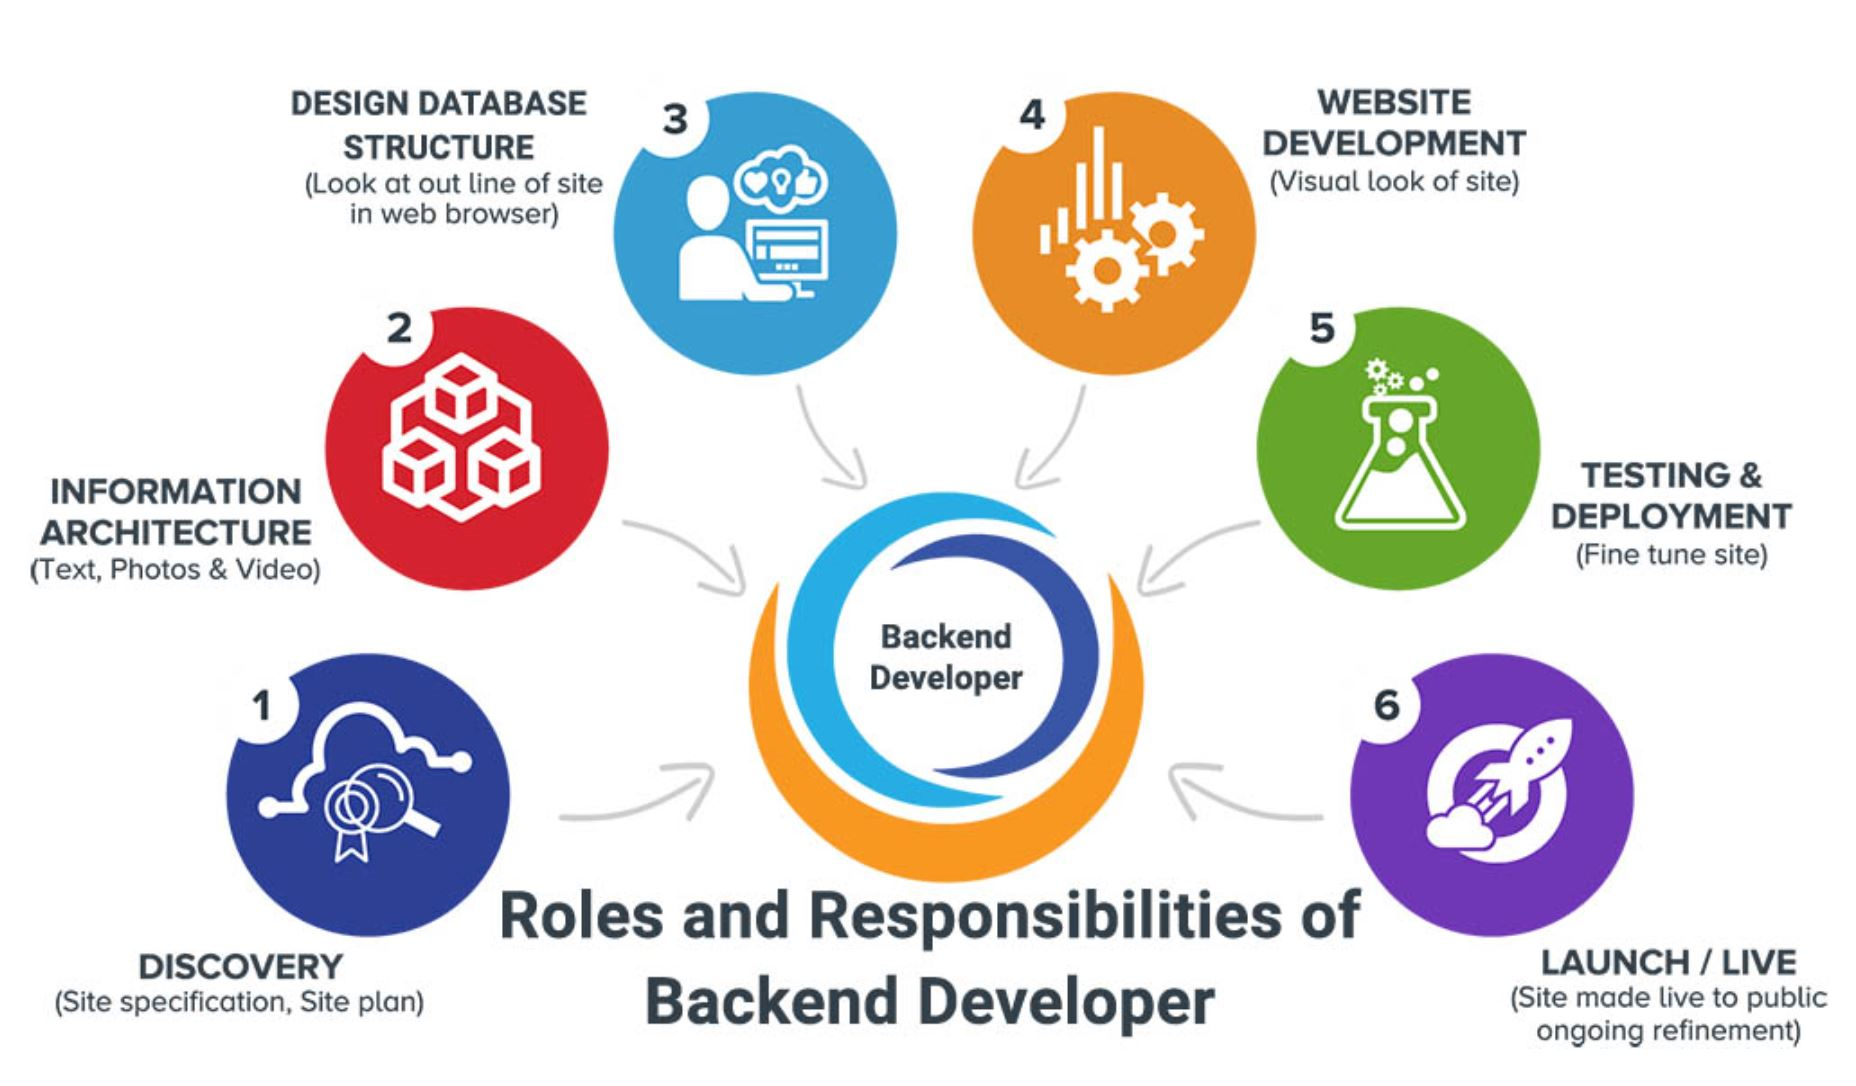 3
DESIGN DATABASE
STRUCTURE
(Look at out line of site
in web browser)
4
WEBSITE
DEVELOPMENT
(Visual look of site)
2
INFORMATION
ARCHITECTURE
(Text, Photos & Video)
5
TESTING &
DEPLOYMENT
(Fine tune site)
Backend
Developer
1
DISCOVERY
(Site specification, Site plan)
6
LAUNCH / LIVE
(Site made live to public
ongoing refinement)
Roles and Responsibilities of
Backend Developer